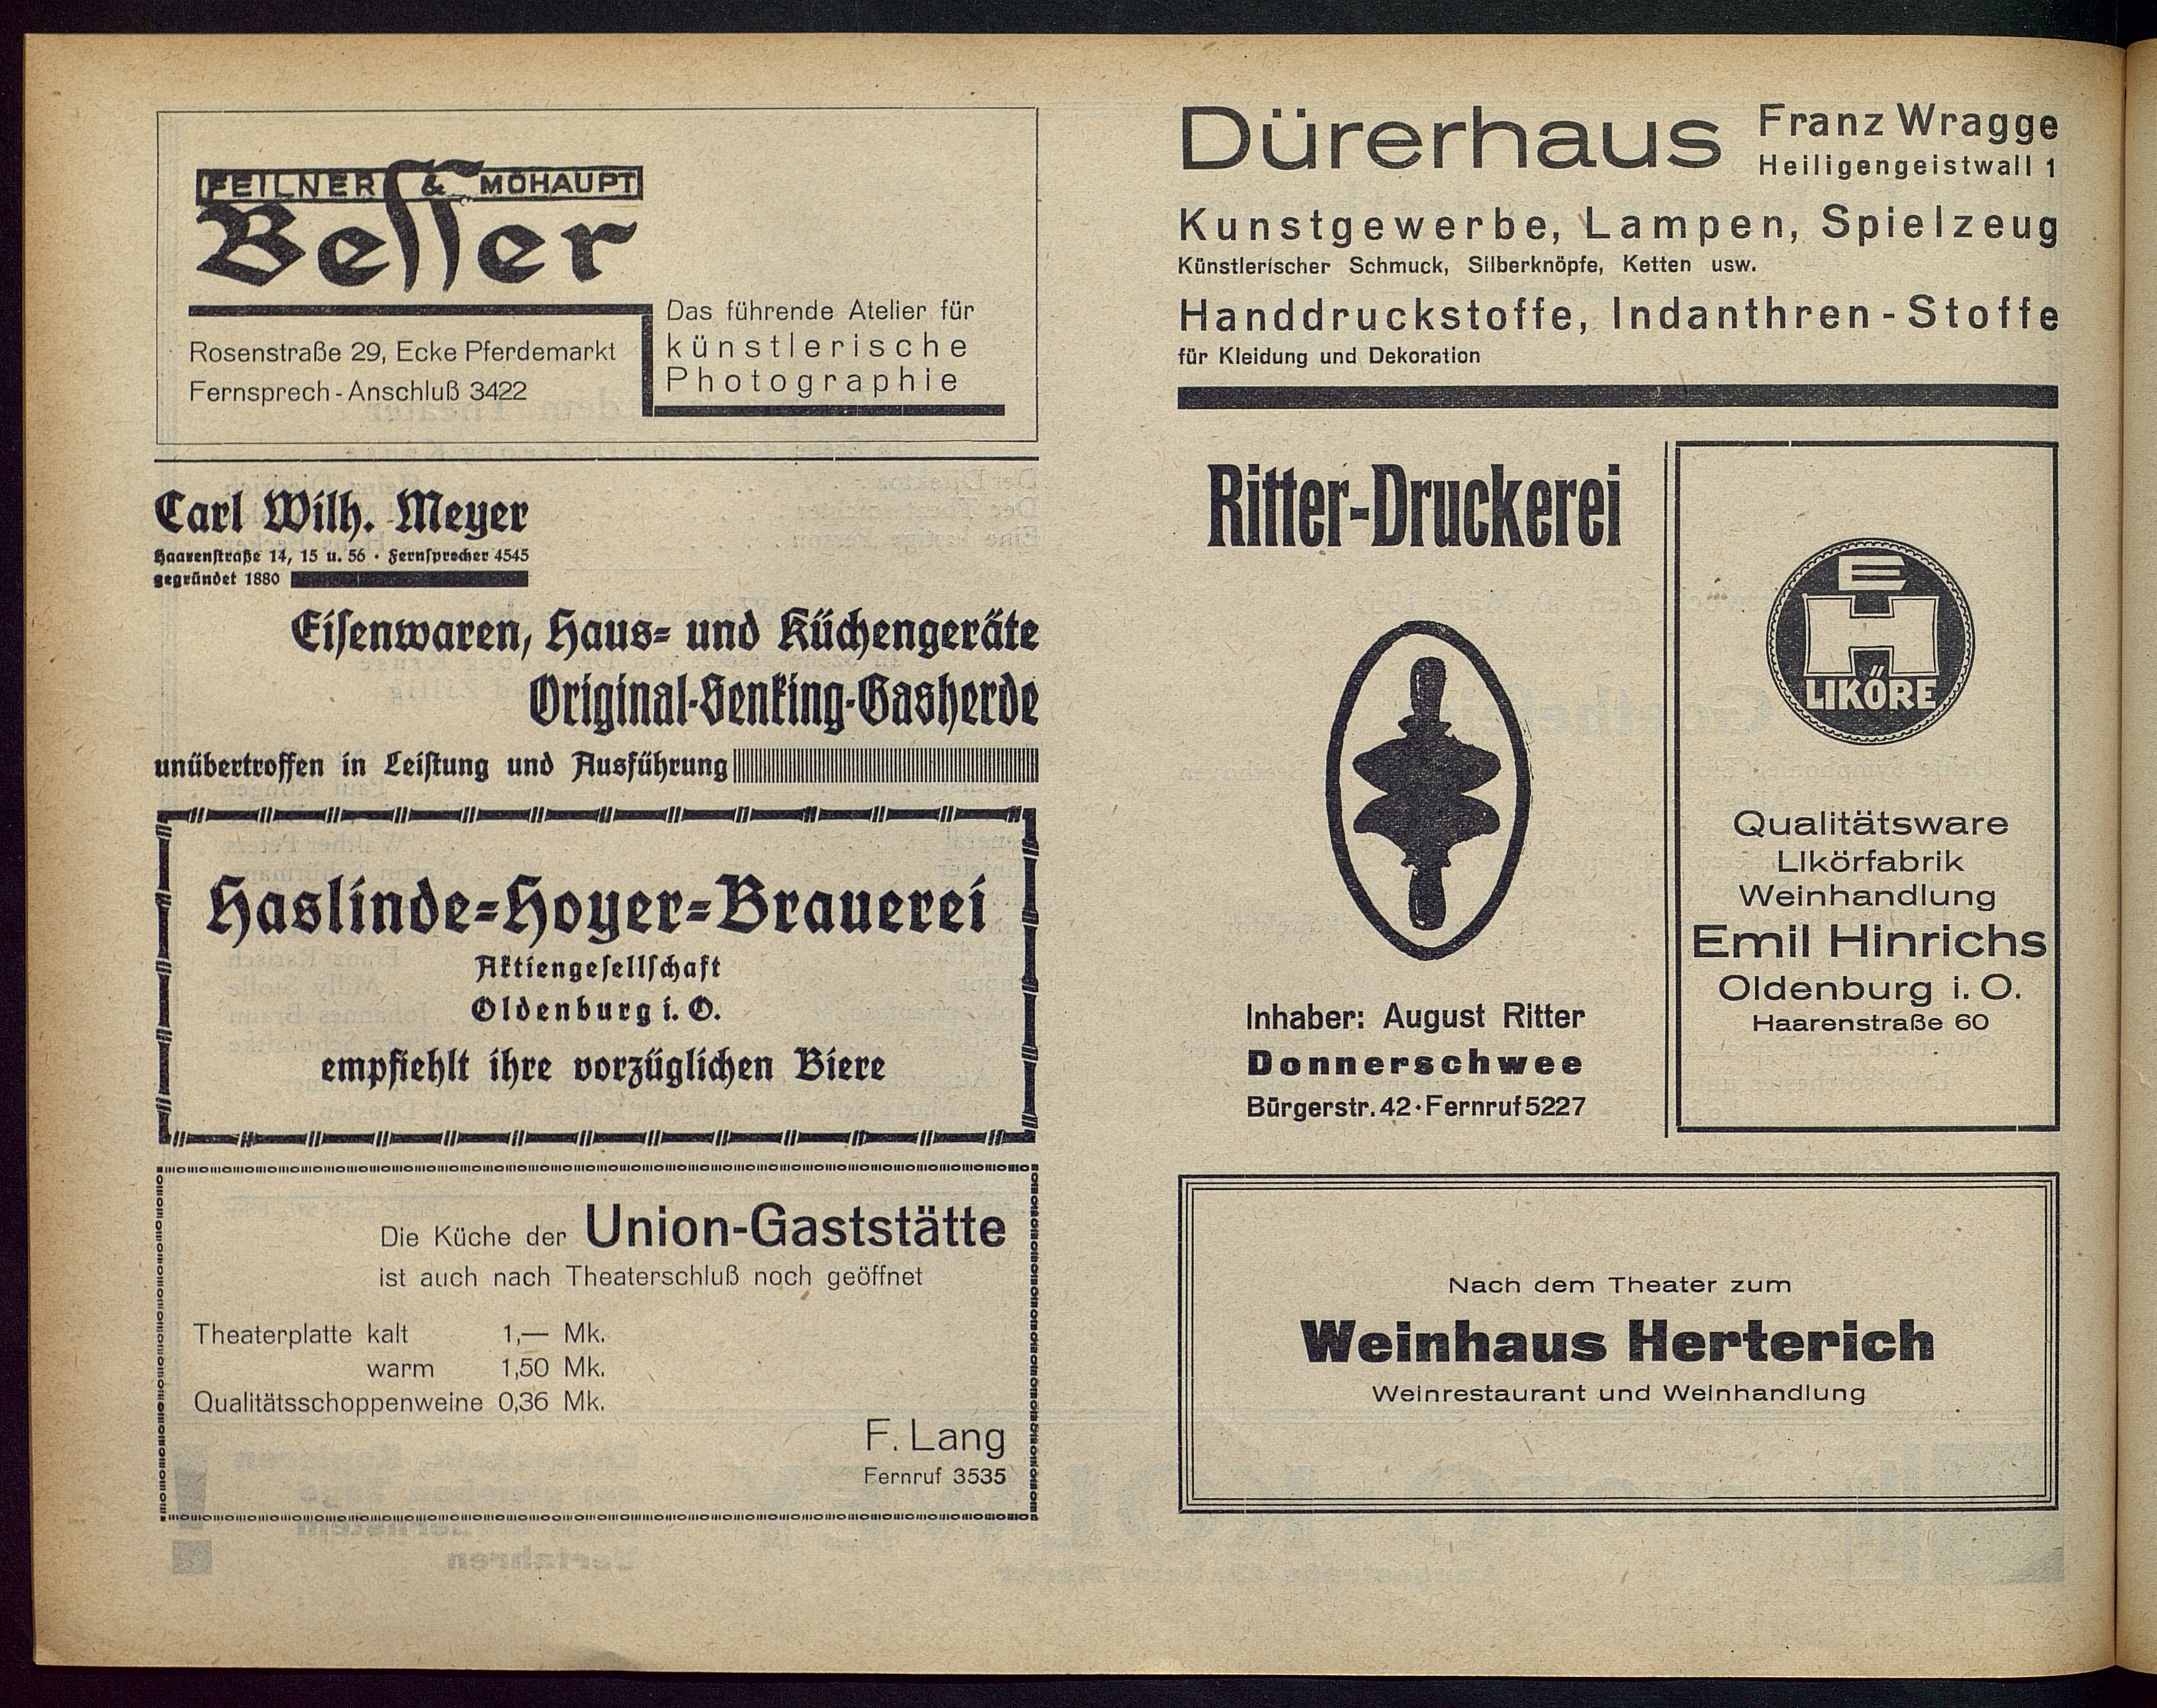 FEILNER & MOHAUPT
Beſſer
Rosenstraße 29, Ecke Pferdemarkt
Fernsprech-Anschluß 3422
Das führende Atelier für
künstlerische
Photographie
Carl Wilh. Meyer
Haarenſtraße 14, 15 u. 56 · Fernſprecher 4545
gegründet 1880
Eiſenwaren, Haus= und Küchengeräte
Original-Senking-Gasherde
unübertroffen in Leiſtung und Ausführung
Haslinde=Hoyer=Brauerei
Aktiengeſellſchaft
Oldenburg i. O.
empfiehlt ihre vorzüglichen Biere
Die Küche der Union-Gaststätte
ist auch nach Theaterschluß noch geöffnet
Theaterplatte kalt 1,— Mk.
warm 1,50 Mk.
Qualitätsschoppenweine 0,36 Mk.
F. Lang
Fernruf 3535
Dürerhaus Franz Wragge
Heiligengeistwall 1
Kunstgewerbe, Lampen, Spielzeug
Künstlerischer Schmuck, Silberknöpfe, Ketten usw.
Handdruckstoffe, Indanthren-Stoffe
für Kleidung und Dekoration
Ritter-Druckerei
Inhaber: August Ritter
Donnerschwee
Bürgerstr. 42 · Fernruf 5227
E
H
LIKÖRE
Qualitätsware
LIkörfabrik
Weinhandlung
Emil Hinrichs
Oldenburg i. O.
Haarenstraße 60
Nach dem Theater zum
Weinhaus Herterich
Weinrestaurant und Weinhandlung